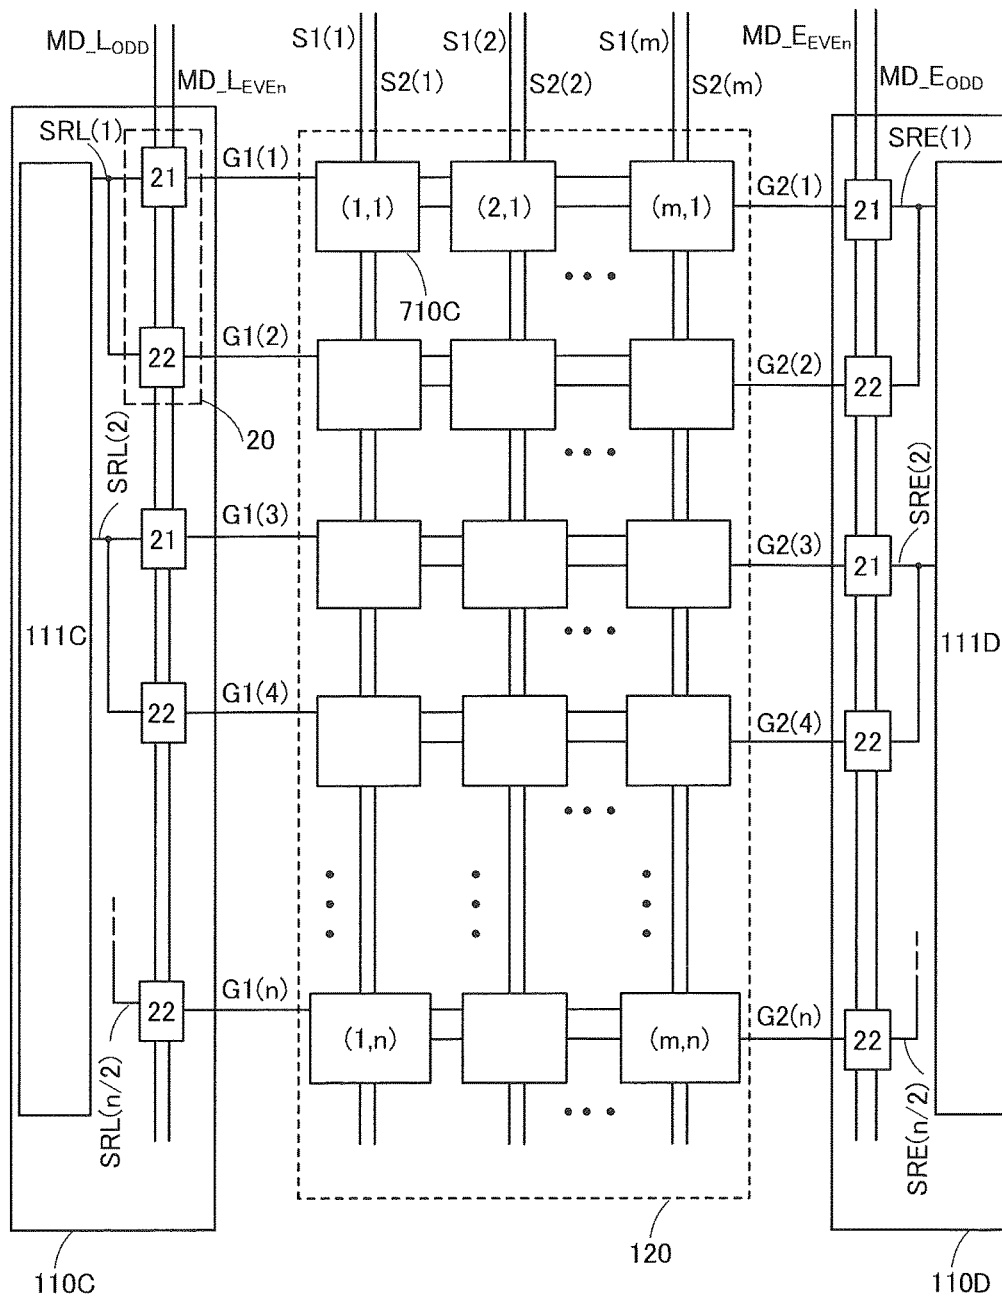 MD_LODD
MD_LEVEn
S1(1)
S2(1)
S1(2)
S2(2)
S1(m)
S2(m)
MD_EEVEn
MD_EODD
SRL(1)
21
G1(1)
(1,1)
(2,1)
(m,1)
G2(1)
21
SRE(1)
710C
22
G1(2)
G2(2)
22
20
SRL(2)
21
G1(3)
G2(3)
21
SRE(2)
111C
111D
22
G1(4)
G2(4)
22
22
G1(n)
(1,n)
(m,n)
G2(n)
22
SRL(n/2)
SRE(n/2)
110C
120
110D